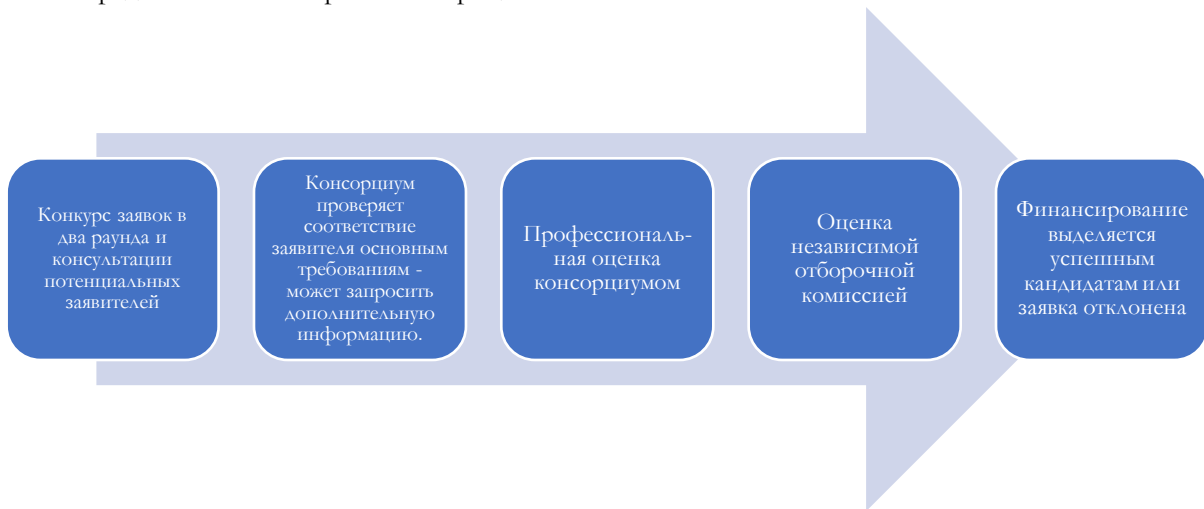 Конкурс заявок в
два раунда и
консультации
потенциальных
заявителей
Консорциум
проверяет
соответствие
заявителя основным
требованиям -
может запросить
дополнительную
информацию.
Профессиональ-
ная оценка
консорциумом
Оценка
независимой
отборочной
комиссией
Финансирование
выделяется
успешным
кандидатам или
заявка отклонена